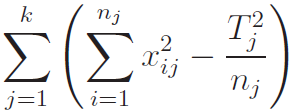 \sum_{j=1}^{k} \left( \sum_{i=1}^{n_j} x_{ij}^2 - \frac{T_j^2}{n_j} \right)